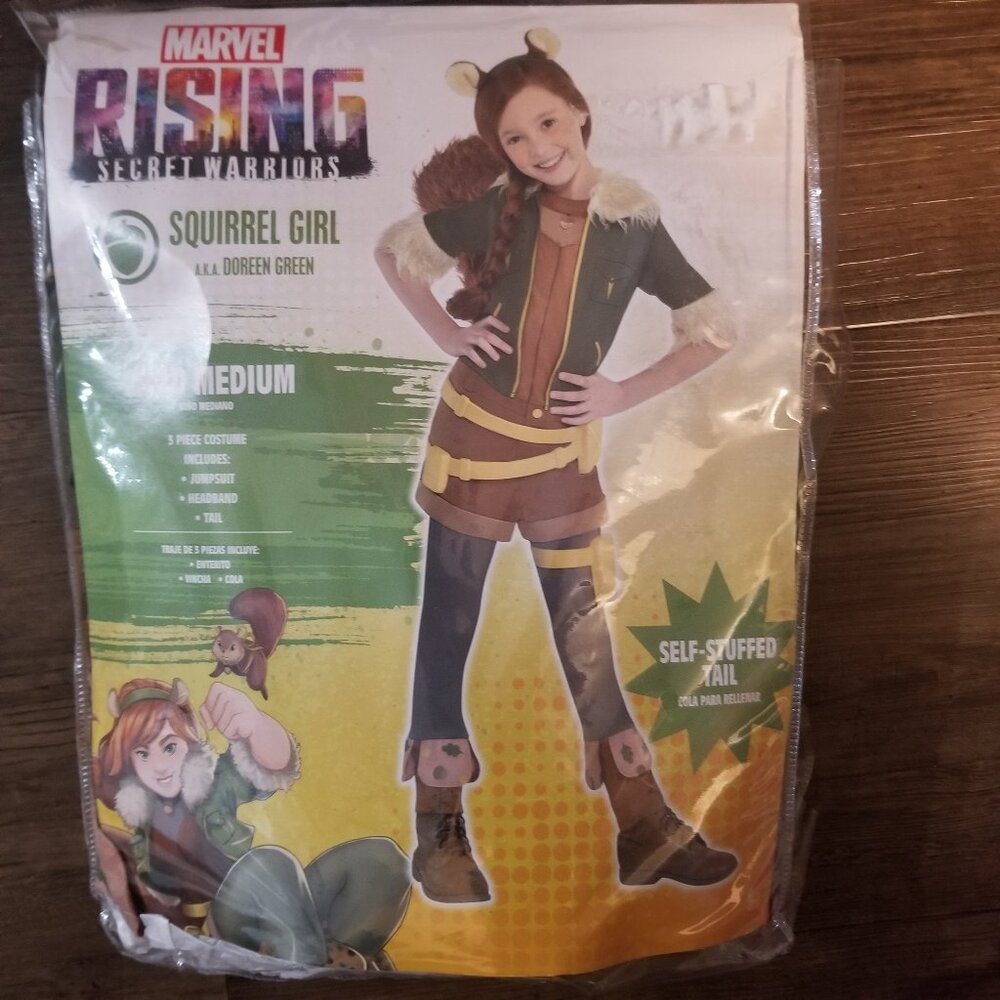 MARVEL
RISING
SECRET WARRIORS
SQUIRREL GIRL
A.K.A. DOREEN GREEN
MEDIUM
MEDIANO
3 PIECE COSTUME
INCLUDES:
• JUMPSUIT
• HEADBAND
• TAIL
TRAJE DE 3 PIEZAS INCLUYE:
• ENTERITO
• VINCHA • COLA
SELF-STUFFED
TAIL
COLA PARA RELLENAR